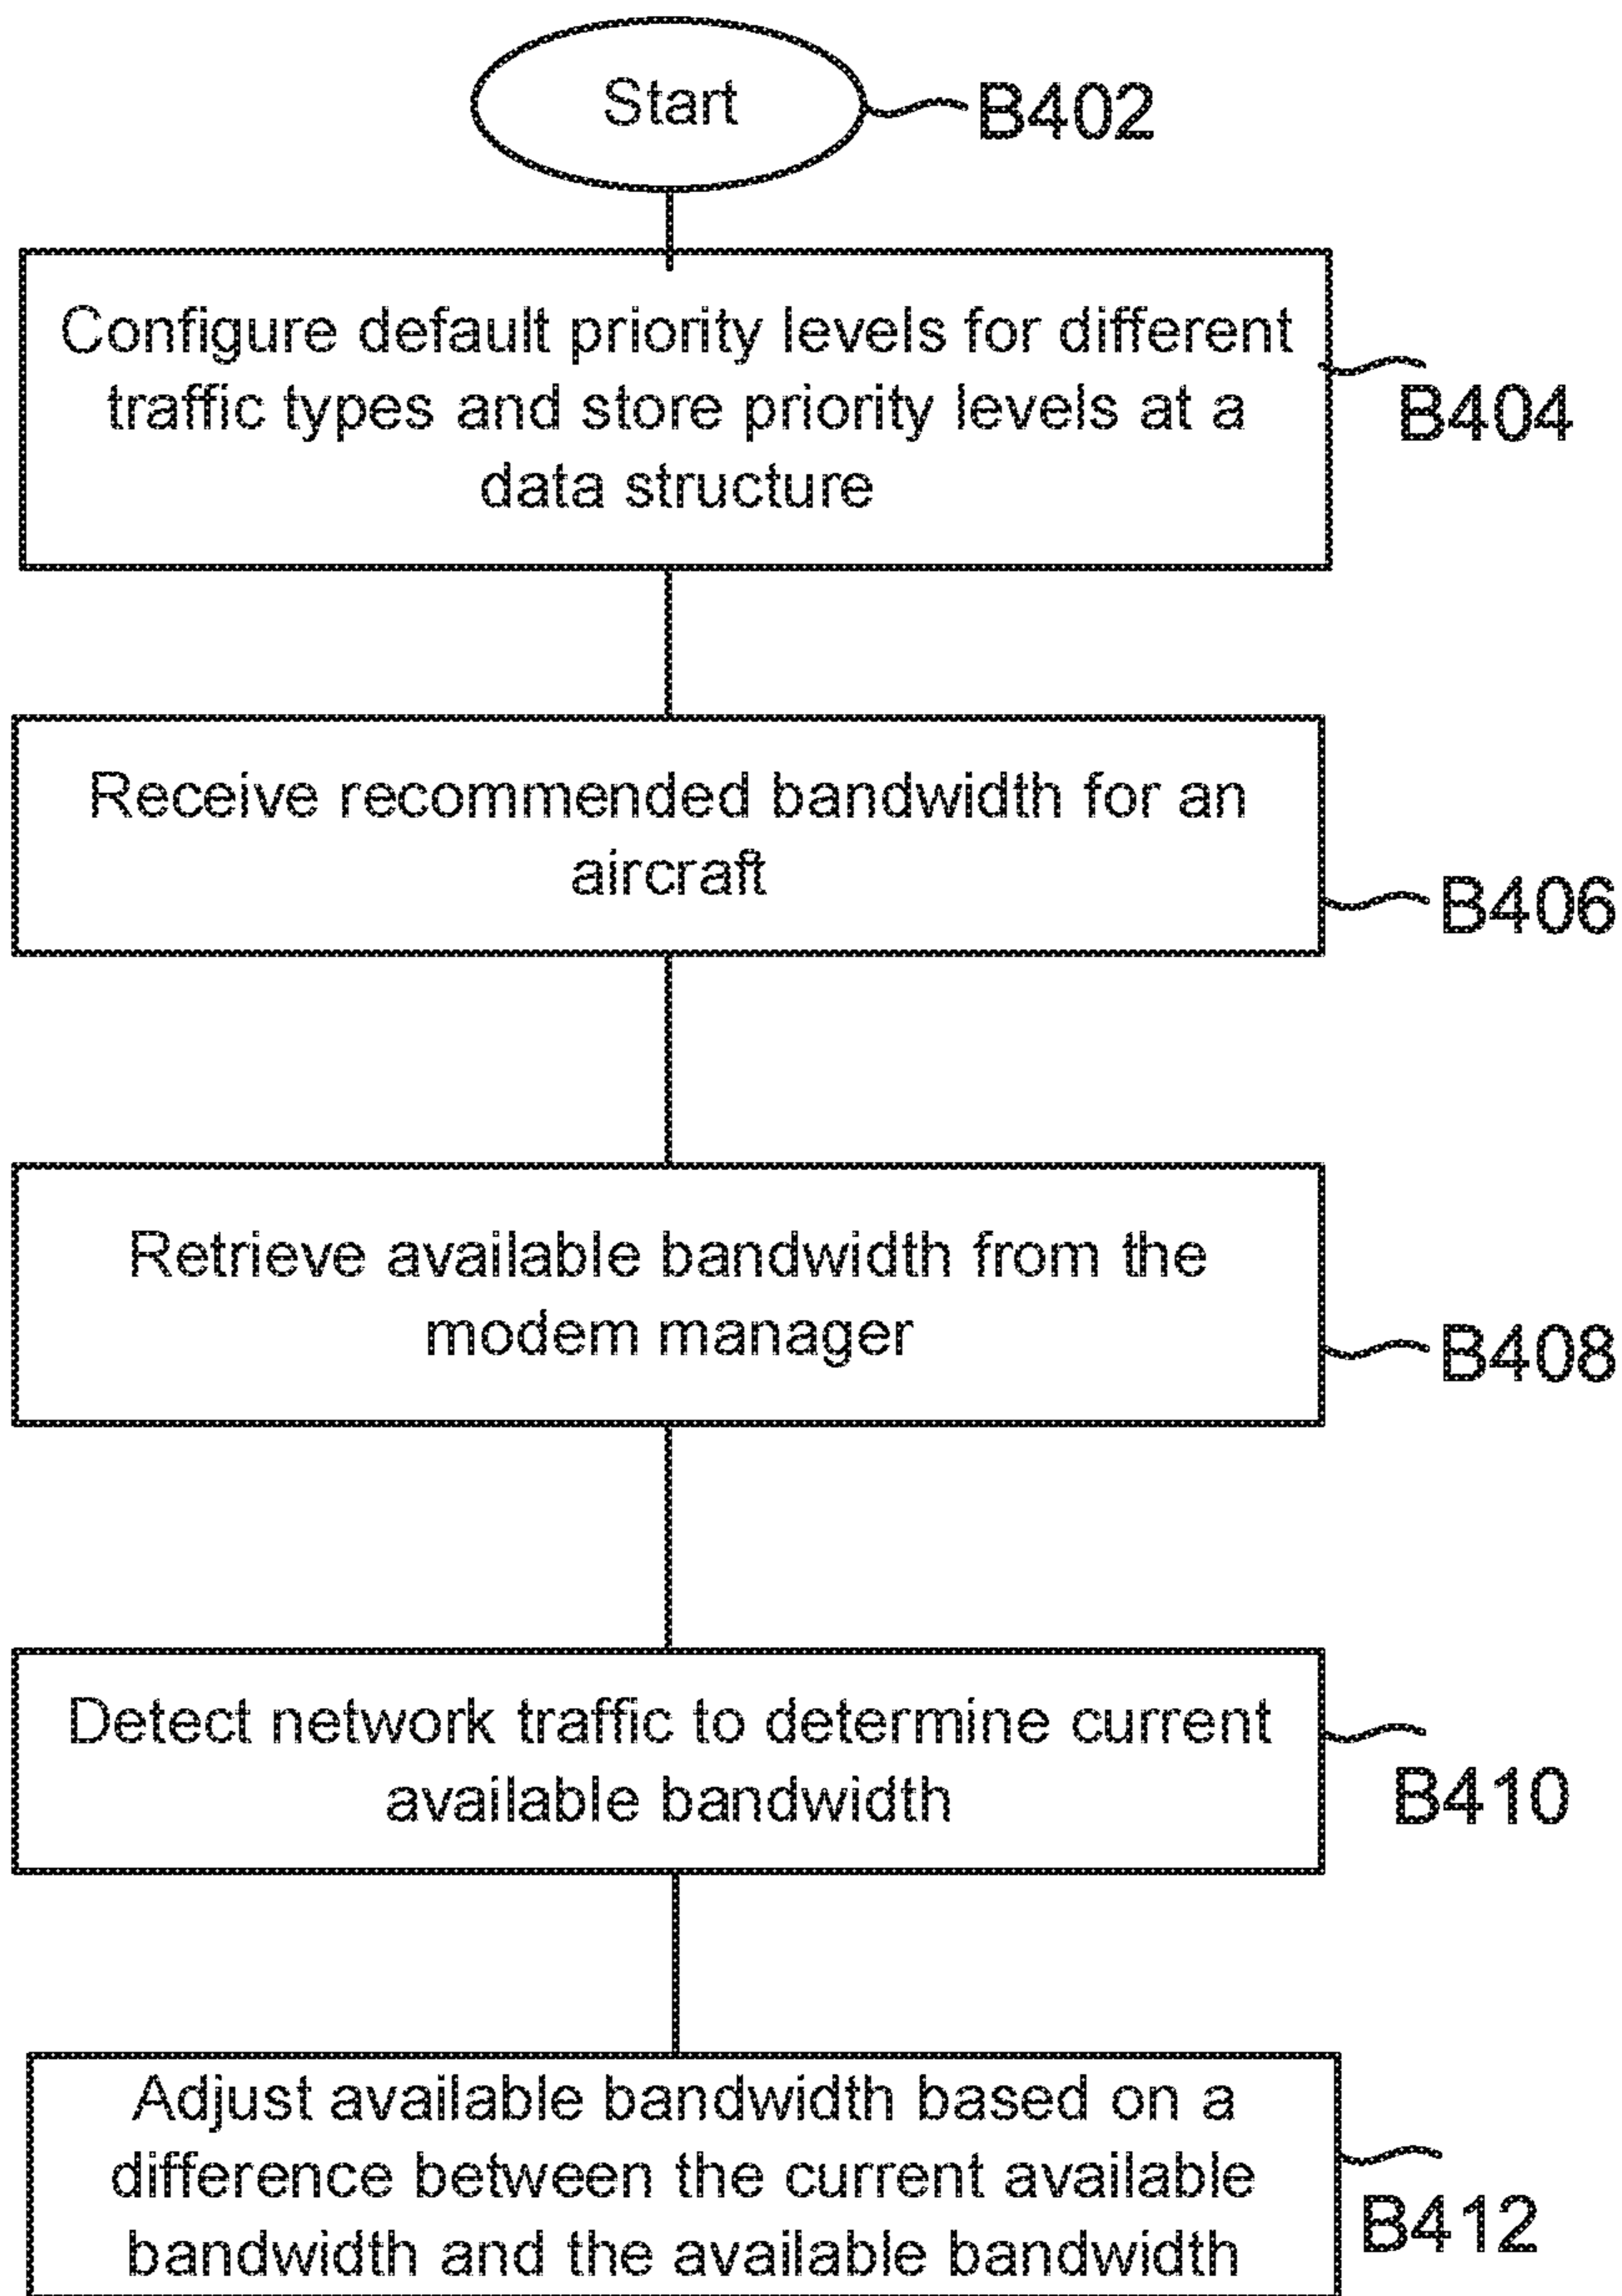 Start
B402
Configure default priority levels for different
traffic types and store priority levels at a
data structure
B404
Receive recommended bandwidth for an
aircraft
B406
Retrieve available bandwidth from the
modem manager
B408
Detect network traffic to determine current
available bandwidth
B410
Adjust available bandwidth based on a
difference between the current available
bandwidth and the available bandwidth
B412